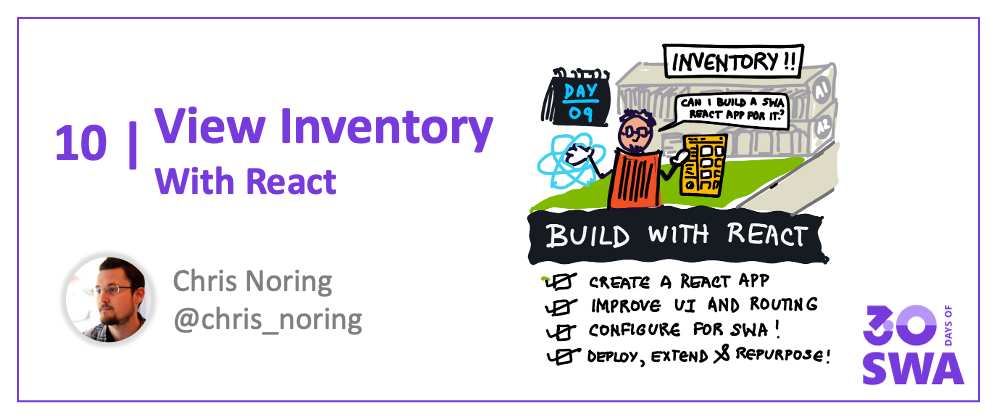 10 |
View Inventory
With React
Chris Noring
@chris_noring
INVENTORY !!
DAY
09
CAN I BUILD A SWA
REACT APP FOR IT?
A1
A2
BUILD WITH REACT
CREATE A REACT APP
IMPROVE UI AND ROUTING
CONFIGURE FOR SWA!
DEPLOY, EXTEND & REPURPOSE!
30
DAYS OF
SWA